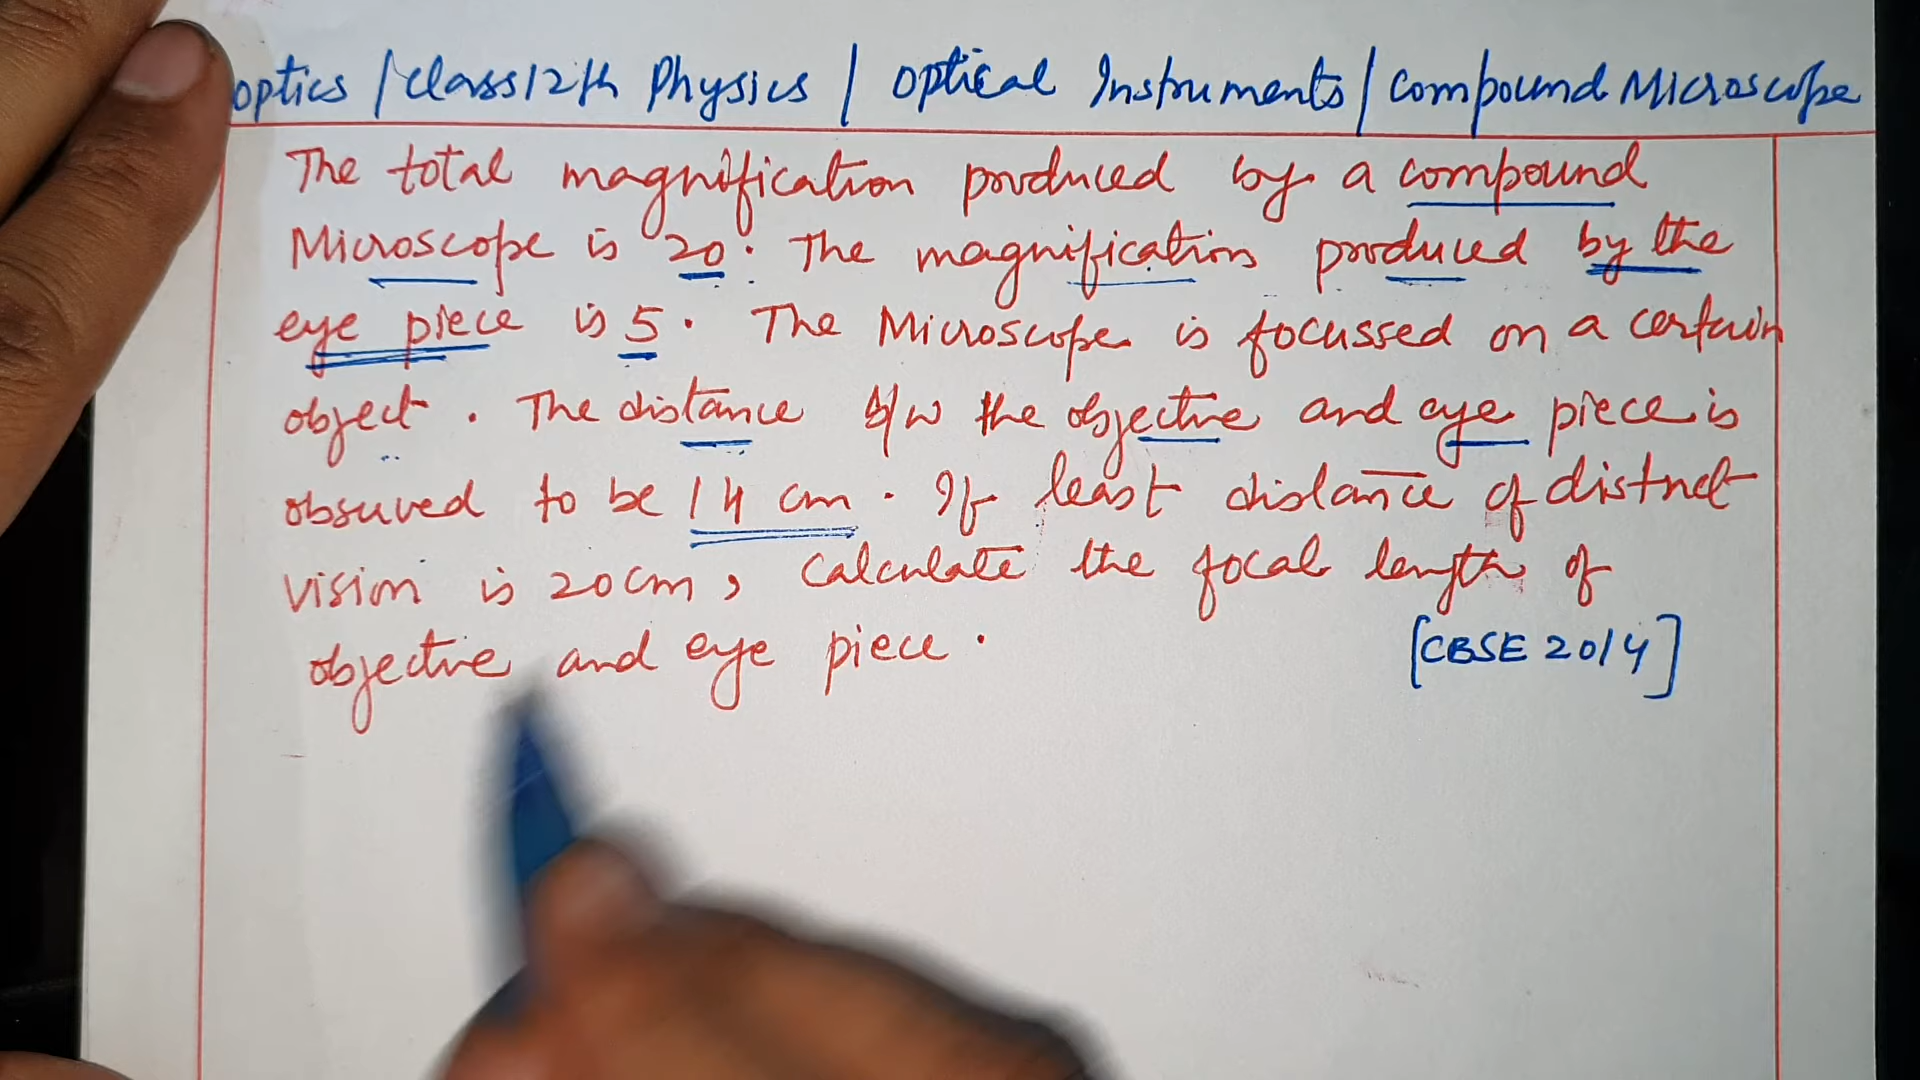 optics / class 12th Physics / optical Instruments / compound Microscope
The total magnification produced by a compound
Microscope is 20. The magnification produced by the
eye piece is 5. The Microscope is focussed on a certain
object. The distance b/w the objective and eye piece is
observed to be 14 cm. If least distance of distinct
vision is 20cm, calculate the focal length of
objective and eye piece.
[CBSE 2014]